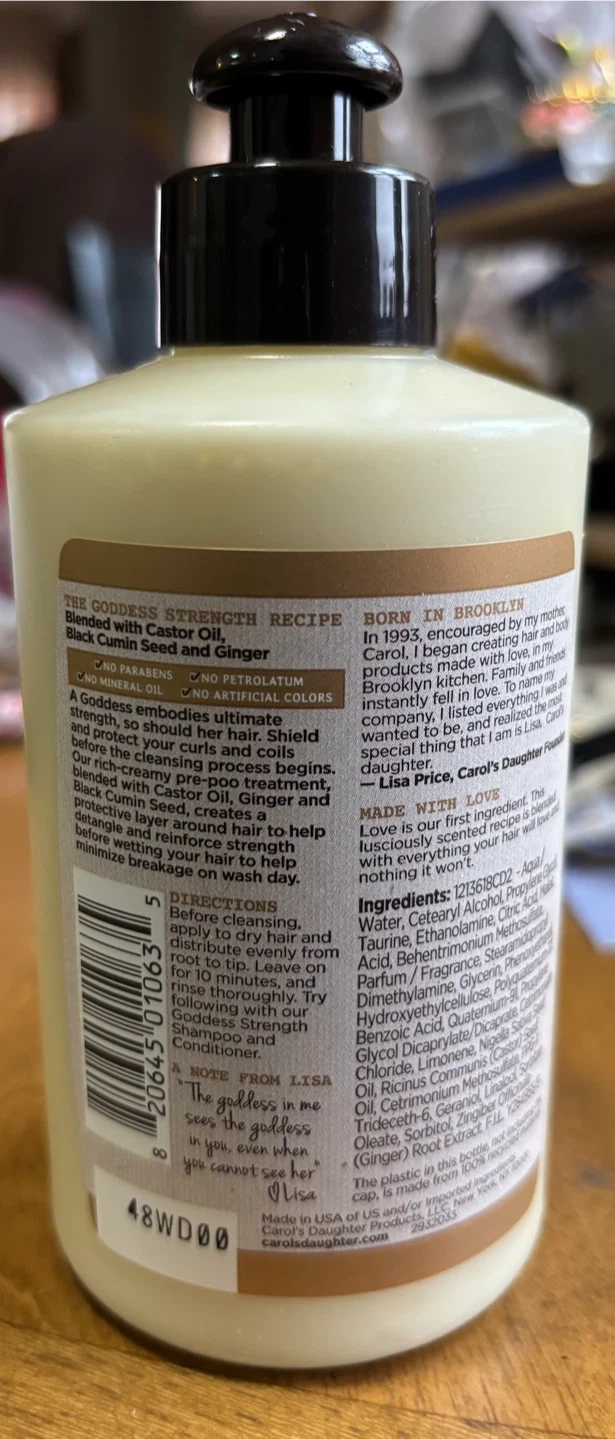 THE GODDESS STRENGTH RECIPE
Blended with Castor Oil,
Black Cumin Seed and Ginger
✓NO PARABENS ✓NO PETROLATUM
✓NO MINERAL OIL ✓NO ARTIFICIAL COLORS
A Goddess embodies ultimate
strength, so should her hair. Shield
and protect your curls and coils
before the cleansing process begins.
Our rich-creamy pre-poo treatment,
blended with Castor Oil, Ginger and
Black Cumin Seed, creates a
protective layer around hair to help
detangle and reinforce strength
before wetting your hair to help
minimize breakage on wash day.
8 20645 01063 5
DIRECTIONS
Before cleansing,
apply to dry hair and
distribute evenly from
root to tip. Leave on
for 10 minutes, and
rinse thoroughly. Try
following with our
Goddess Strength
Shampoo and
Conditioner.
A NOTE FROM LISA
"The goddess in me
sees the goddess
in you, even when
you cannot see her"
♡Lisa
48WD00
BORN IN BROOKLYN
In 1993, encouraged by my mother,
Carol, I began creating hair and body
products made with love, in my
Brooklyn kitchen. Family and friends
instantly fell in love. To name my
company, I listed everything I was and
wanted to be, and realized the most
special thing that I am is Lisa, Carol's
daughter.
— Lisa Price, Carol's Daughter Founder
MADE WITH LOVE
Love is our first ingredient. This
lusciously scented recipe is blended
with everything your hair will love and
nothing it won't.
Ingredients: 1213618CD2 - Aqua /
Water, Cetearyl Alcohol, Propylene Glycol,
Taurine, Ethanolamine, Citric Acid, Maleic
Acid, Behentrimonium Methosulfate,
Parfum / Fragrance, Stearamidopropyl
Dimethylamine, Glycerin, Phenoxyethanol,
Hydroxyethylcellulose,
Benzoic Acid,
Glycol Dicaprylate/Dicaprate,
Chloride, Limonene, Nigella Sativa Seed
Oil, Ricinus Communis (Castor) Seed
Oil, Cetrimonium Methosulfate,
Trideceth-6, Geraniol, Linalool, Sorbitan
Oleate, Sorbitol, Zingiber Officinale
(Ginger) Root Extract. F.I.L.
The plastic in this bottle, not including
cap, is made from 100% recycled
Made in USA of US and/or Imported Ingredients
Carol's Daughter Products, LLC, New York, NY 10001
carolsdaughter.com 2932033